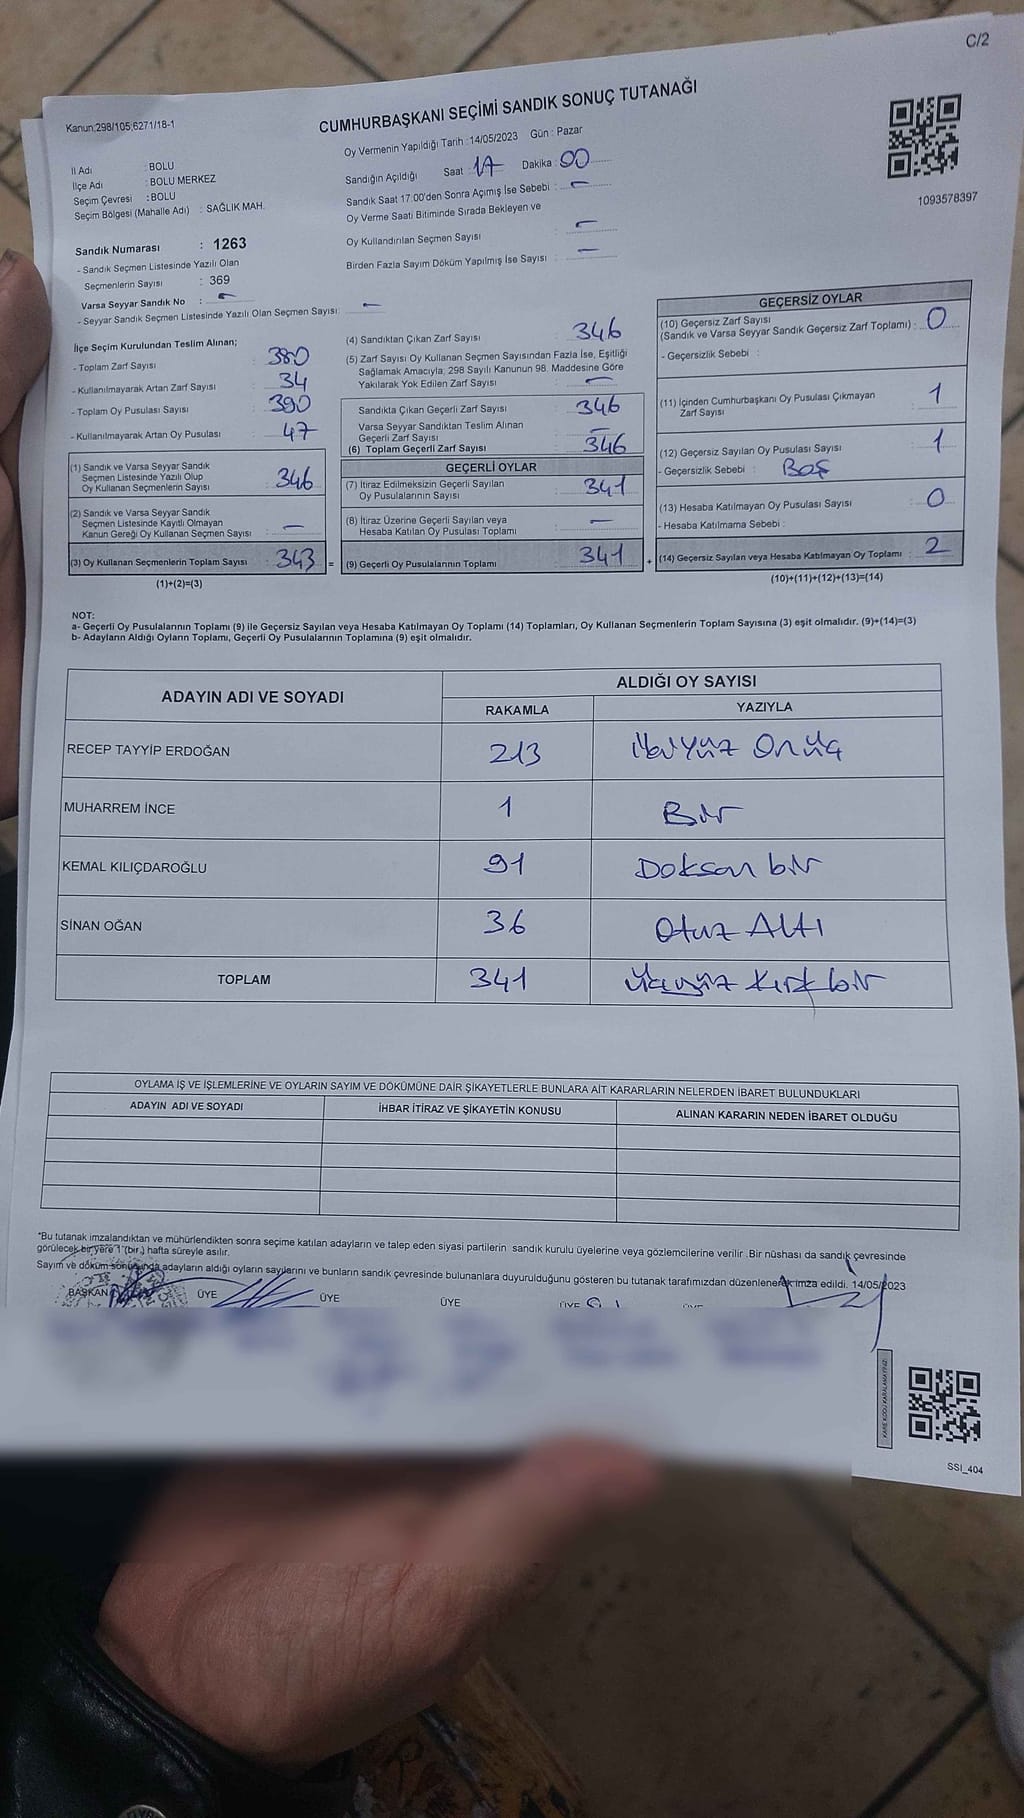 C/2
Kanun;298/105;6271/18-1
CUMHURBAŞKANI SEÇİMİ SANDIK SONUÇ TUTANAĞI
1093578397
İl Adı : BOLU
İlçe Adı : BOLU MERKEZ
Seçim Çevresi : BOLU
Seçim Bölgesi (Mahalle Adı) : SAĞLIK MAH.
Sandık Numarası : 1263
- Sandık Seçmen Listesinde Yazılı Olan
Seçmenlerin Sayısı : 369
Varsa Seyyar Sandık No : -
- Seyyar Sandık Seçmen Listesinde Yazılı Olan Seçmen Sayısı: -
Oy Vermenin Yapıldığı Tarih :14/05/2023 Gün : Pazar
Sandığın Açıldığı Saat : 17 Dakika : 00
Sandık Saat 17:00'den Sonra Açımış İse Sebebi : -
Oy Verme Saati Bitiminde Sırada Bekleyen ve
Oy Kullandırılan Seçmen Sayısı : -
Birden Fazla Sayım Döküm Yapılmış İse Sayısı : -
İlçe Seçim Kurulundan Teslim Alınan;
- Toplam Zarf Sayısı : 380
- Kullanılmayarak Artan Zarf Sayısı : 34
- Toplam Oy Pusulası Sayısı : 390
- Kullanılmayarak Artan Oy Pusulası : 47
(1) Sandık ve Varsa Seyyar Sandık
Seçmen Listesinde Yazılı Olup
Oy Kullanan Seçmenlerin Sayısı : 346
(2) Sandık ve Varsa Seyyar Sandık
Seçmen Listesinde Kayıtlı Olmayan
Kanun Gereği Oy Kullanan Seçmen Sayısı : -
(3) Oy Kullanan Seçmenlerin Toplam Sayısı : 343 =
(1)+(2)=(3)
(4) Sandıktan Çıkan Zarf Sayısı : 346
(5) Zarf Sayısı Oy Kullanan Seçmen Sayısından Fazla İse, Eşitliği
Sağlamak Amacıyla, 298 Sayılı Kanunun 98. Maddesine Göre
Yakılarak Yok Edilen Zarf Sayısı : -
Sandıkta Çıkan Geçerli Zarf Sayısı : 346
Varsa Seyyar Sandıktan Teslim Alınan
Geçerli Zarf Sayısı : -
(6) Toplam Geçerli Zarf Sayısı : 346
GEÇERLİ OYLAR
(7) İtiraz Edilmeksizin Geçerli Sayılan
Oy Pusulalarının Sayısı : 341
(8) İtiraz Üzerine Geçerli Sayılan veya
Hesaba Katılan Oy Pusulası Toplamı : -
(9) Geçerli Oy Pusulalarının Toplamı : 341 +
GEÇERSİZ OYLAR
(10) Geçersiz Zarf Sayısı
(Sandık ve Varsa Seyyar Sandık Geçersiz Zarf Toplamı) : 0
- Geçersizlik Sebebi :
(11) İçinden Cumhurbaşkanı Oy Pusulası Çıkmayan
Zarf Sayısı : 1
(12) Geçersiz Sayılan Oy Pusulası Sayısı : 1
- Geçersizlik Sebebi : BOŞ
(13) Hesaba Katılmayan Oy Pusulası Sayısı : 0
- Hesaba Katılmama Sebebi :
(14) Geçersiz Sayılan veya Hesaba Katılmayan Oy Toplamı : 2
(10)+(11)+(12)+(13)=(14)
NOT:
a- Geçerli Oy Pusulalarının Toplamı (9) ile Geçersiz Sayılan veya Hesaba Katılmayan Oy Toplamı (14) Toplamları, Oy Kullanan Seçmenlerin Toplam Sayısına (3) eşit olmalıdır. (9)+(14)=(3)
b- Adayların Aldığı Oyların Toplamı, Geçerli Oy Pusulalarının Toplamına (9) eşit olmalıdır.
ADAYIN ADI VE SOYADI ALDIĞI OY SAYISI
RAKAMLA YAZIYLA
RECEP TAYYİP ERDOĞAN 213 İkiyüz Onüç
MUHARREM İNCE 1 Bir
KEMAL KILIÇDAROĞLU 91 Doksan bir
SİNAN OĞAN 36 Otuz Altı
TOPLAM 341 Üçyüz Kırk bir
OYLAMA İŞ VE İŞLEMLERİNE VE OYLARIN SAYIM VE DÖKÜMÜNE DAİR ŞİKAYETLERLE BUNLARA AİT KARARLARIN NELERDEN İBARET BULUNDUKLARI
ADAYIN ADI VE SOYADI İHBAR İTİRAZ VE ŞİKAYETİN KONUSU ALINAN KARARIN NEDEN İBARET OLDUĞU
*Bu tutanak imzalandıktan ve mühürlendikten sonra seçime katılan adayların ve talep eden siyasi partilerin sandık kurulu üyelerine veya gözlemcilerine verilir .Bir nüshası da sandık çevresinde
görülecek bir yere 1 (bir) hafta süreyle asılır.
Sayım ve döküm sonucunda adayların aldığı oyların sayılarını ve bunların sandık çevresinde bulunanlara duyurulduğunu gösteren bu tutanak tarafımızdan düzenlenerek imza edildi. 14/05/2023
BAŞKAN ÜYE ÜYE ÜYE ÜYE
SSİ_404